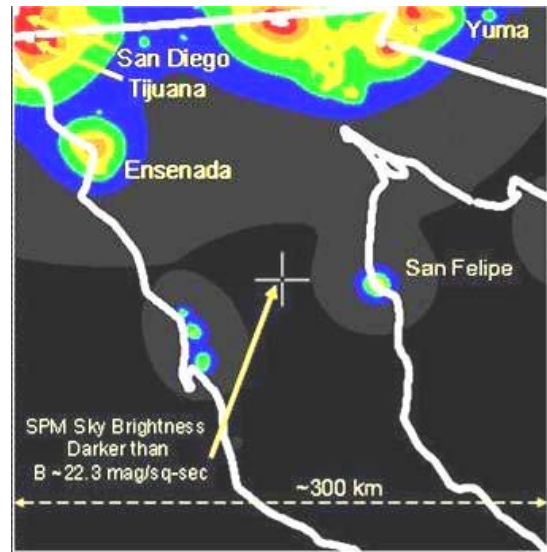 San Diego
Yuma
Tijuana
Ensenada
San Felipe
SPM Sky Brightness
Darker than
B ~22.3 mag/sq-sec
~300 km